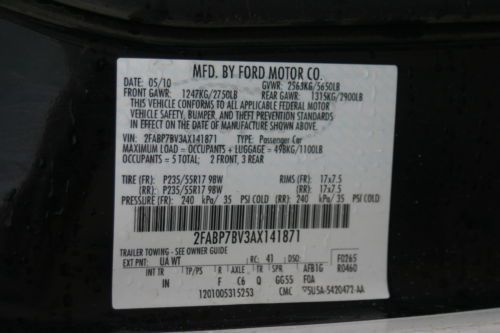 MFD. BY FORD MOTOR CO.
DATE: 05/10 GVWR: 2563KG/5650LB
FRONT GAWR: 1247KG/2750LB REAR GAWR: 1315KG/2900LB
THIS VEHICLE CONFORMS TO ALL APPLICABLE FEDERAL MOTOR
VEHICLE SAFETY, BUMPER, AND THEFT PREVENTION STANDARDS
IN EFFECT ON THE DATE OF MANUFACTURE SHOWN ABOVE.
VIN: 2FABP7BV3AX141871 TYPE: Passenger Car
MAXIMUM LOAD = OCCUPANTS + LUGGAGE = 498KG/1100LB
OCCUPANTS = 5 TOTAL: 2 FRONT, 3 REAR
TIRE (FR): P235/55R17 98W RIMS (FR): 17x7.5
(RR): P235/55R17 98W (RR): 17x7.5
PRESSURE (FR): 240 kPa/ 35 PSI COLD (RR): 240 kPa/ 35 PSI COLD
2FABP7BV3AX141871
TRAILER TOWING - SEE OWNER GUIDE
EXT PNT: UA WT RC: 41 DSO: F0265
INT TR TP/PS R AXLE TR SPR AFB1G R0460
IN F C6 Q GG55 F0A
1201005315253 CMC 5U5A-5420472-AA